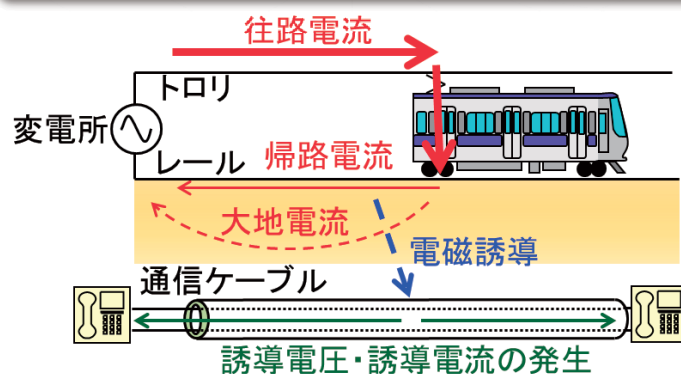 往路電流
トロリ
変電所
レール
帰路電流
大地電流
電磁誘導
通信ケーブル
誘導電圧・誘導電流の発生